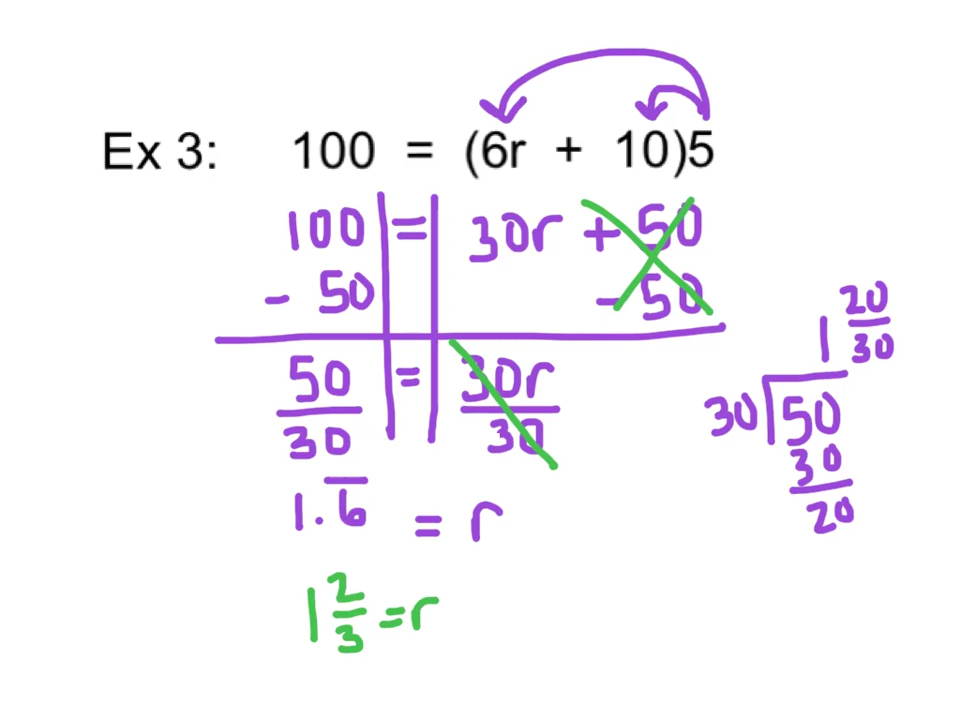 Ex 3: 100 = (6r + 10)5
100 = 30r + 50
- 50 - 50
50/30 = 30r/30
1.6̅ = r
1 2/3 = r
1 20/30
30 ⟌ 50
30
20